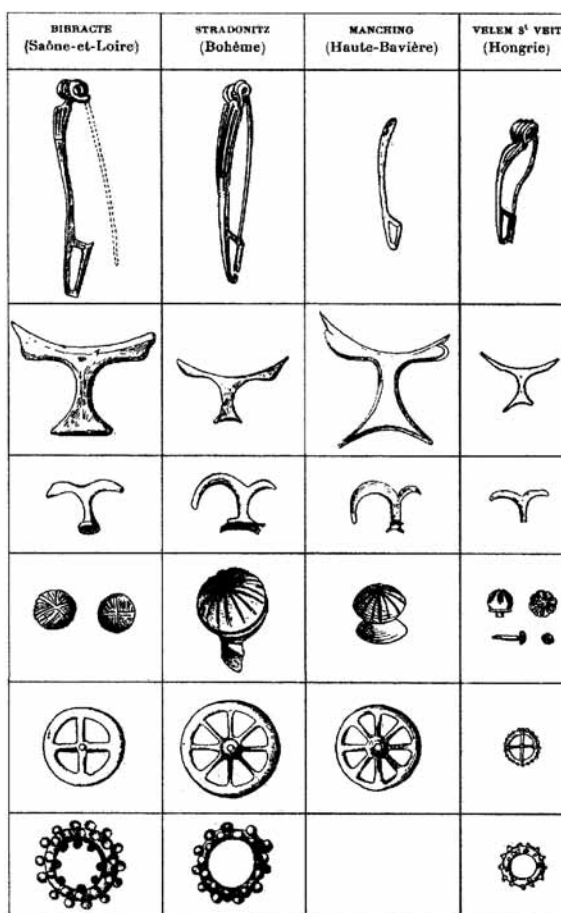 BIBRACTE
(Saône-et-Loire)
STRADONITZ
(Bohême)
MANCHING
(Haute-Bavière)
VELEM Sᵗ VEIT
(Hongrie)